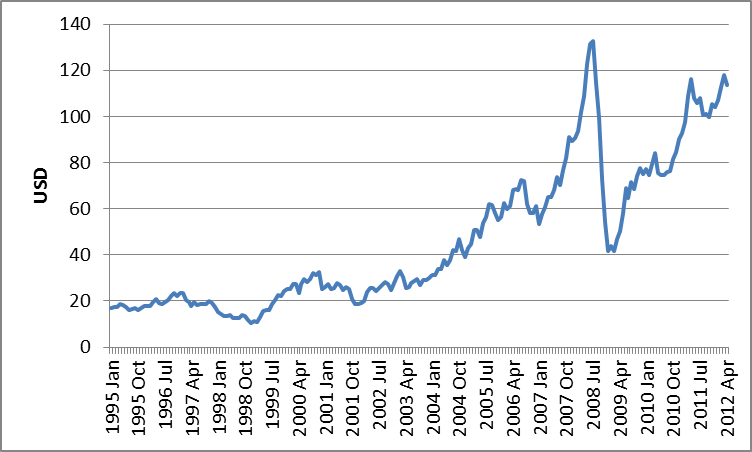 140
120
100
80
60
40
20
0
USD
1995 Jan
1995 Oct
1996 Jul
1997 Apr
1998 Jan
1998 Oct
1999 Jul
2000 Apr
2001 Jan
2001 Oct
2002 Jul
2003 Apr
2004 Jan
2004 Oct
2005 Jul
2006 Apr
2007 Jan
2007 Oct
2008 Jul
2009 Apr
2010 Jan
2010 Oct
2011 Jul
2012 Apr